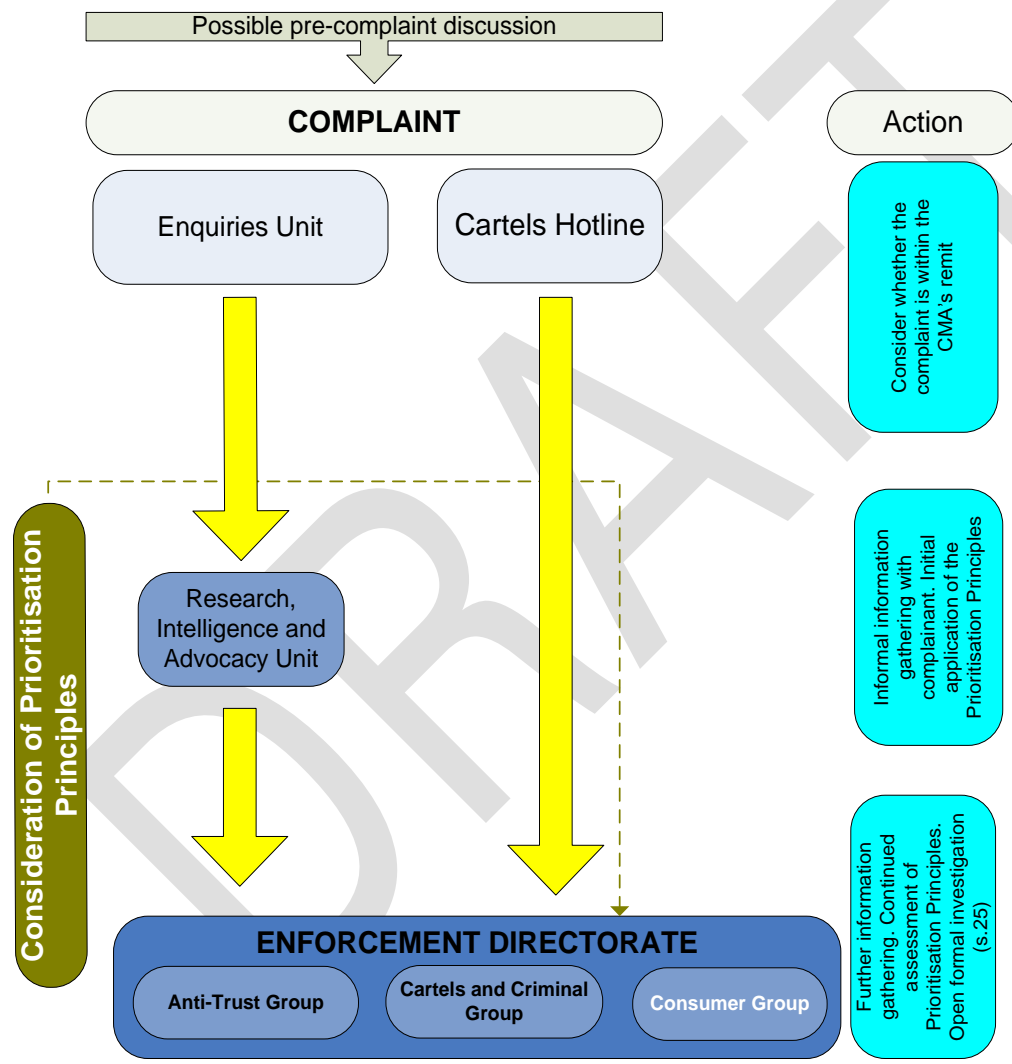 Possible pre-complaint discussion
COMPLAINT
Action
Enquiries Unit
Cartels Hotline
Consider whether the
complaint is within the
CMA's remit
Consideration of Prioritisation
Principles
Research,
Intelligence and
Advocacy Unit
Informal information
gathering with
complainant. Initial
application of the
Prioritisation Principles
ENFORCEMENT DIRECTORATE
Anti-Trust Group
Cartels and Criminal
Group
Consumer Group
Further information
gathering. Continued
assessment of
Prioritisation Principles.
Open formal investigation
(s.25)
DRAFT